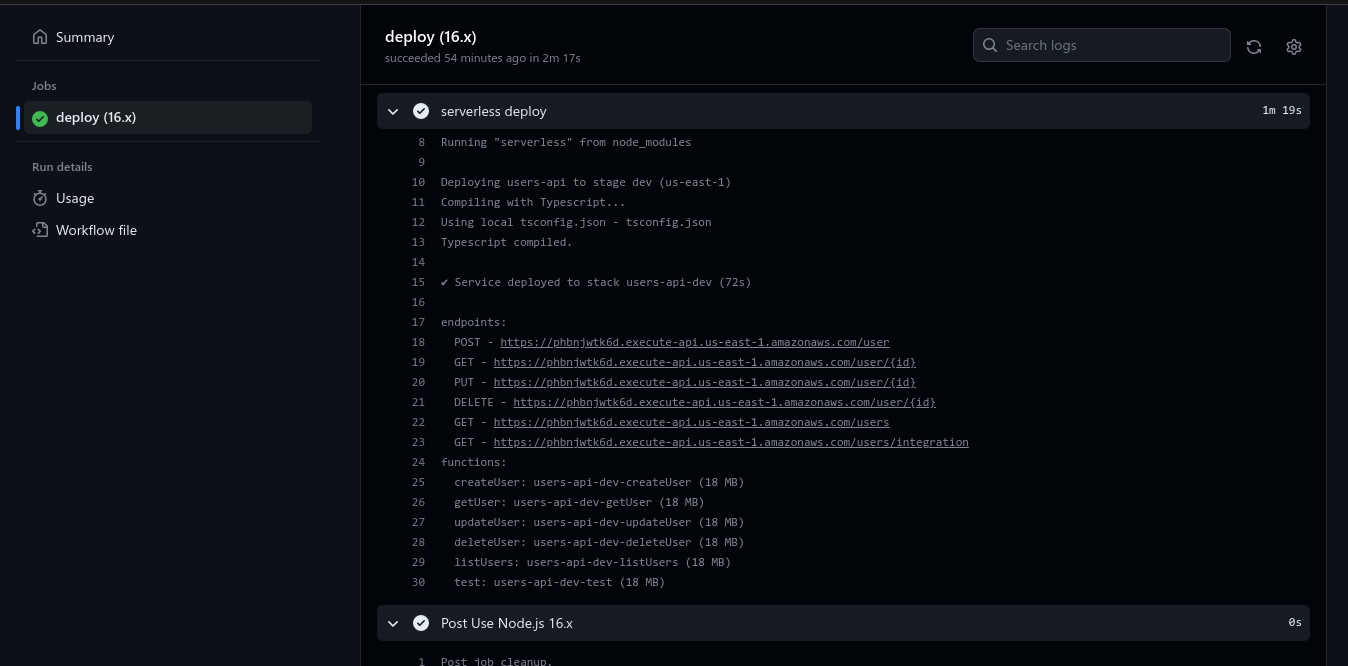 Summary
Jobs
deploy (16.x)
Run details
Usage
Workflow file
deploy (16.x)
succeeded 54 minutes ago in 2m 17s
Search logs
serverless deploy 1m 19s
8 Running "serverless" from node_modules
9
10 Deploying users-api to stage dev (us-east-1)
11 Compiling with Typescript...
12 Using local tsconfig.json - tsconfig.json
13 Typescript compiled.
14
15 ✔ Service deployed to stack users-api-dev (72s)
16
17 endpoints:
18 POST - https://phbnjwtk6d.execute-api.us-east-1.amazonaws.com/user
19 GET - https://phbnjwtk6d.execute-api.us-east-1.amazonaws.com/user/{id}
20 PUT - https://phbnjwtk6d.execute-api.us-east-1.amazonaws.com/user/{id}
21 DELETE - https://phbnjwtk6d.execute-api.us-east-1.amazonaws.com/user/{id}
22 GET - https://phbnjwtk6d.execute-api.us-east-1.amazonaws.com/users
23 GET - https://phbnjwtk6d.execute-api.us-east-1.amazonaws.com/users/integration
24 functions:
25 createUser: users-api-dev-createUser (18 MB)
26 getUser: users-api-dev-getUser (18 MB)
27 updateUser: users-api-dev-updateUser (18 MB)
28 deleteUser: users-api-dev-deleteUser (18 MB)
29 listUsers: users-api-dev-listUsers (18 MB)
30 test: users-api-dev-test (18 MB)
Post Use Node.js 16.x 0s
1 Post job cleanup.